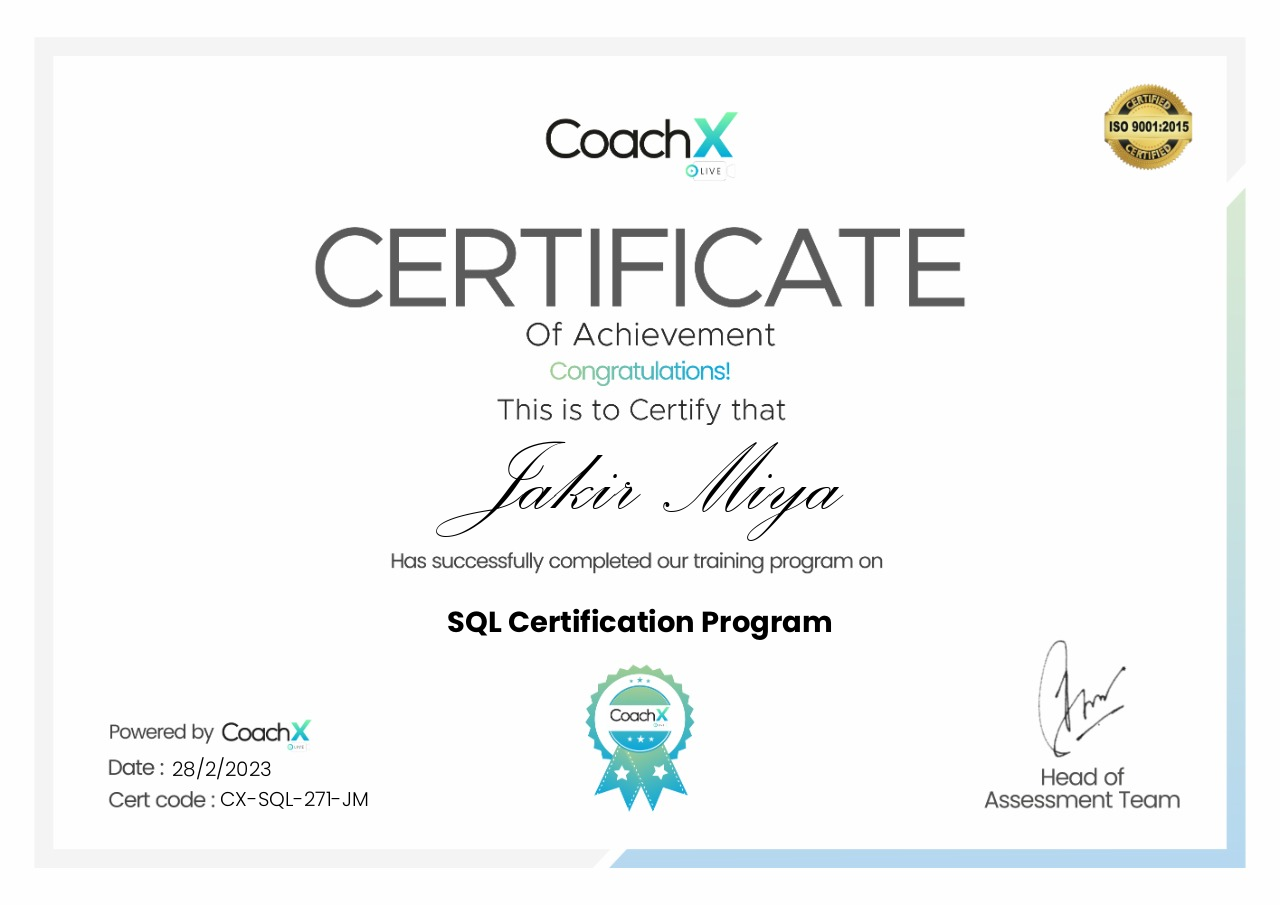 CoachX
LIVE
CERTIFIED
ISO 9001:2015
CERTIFIED
CERTIFICATE
Of Achievement
Congratulations!
This is to Certify that
Jakir Miya
Has successfully completed our training program on
SQL Certification Program
CoachX
Powered by CoachX
LIVE
Date : 28/2/2023
Cert code : CX-SQL-271-JM
Head of
Assessment Team